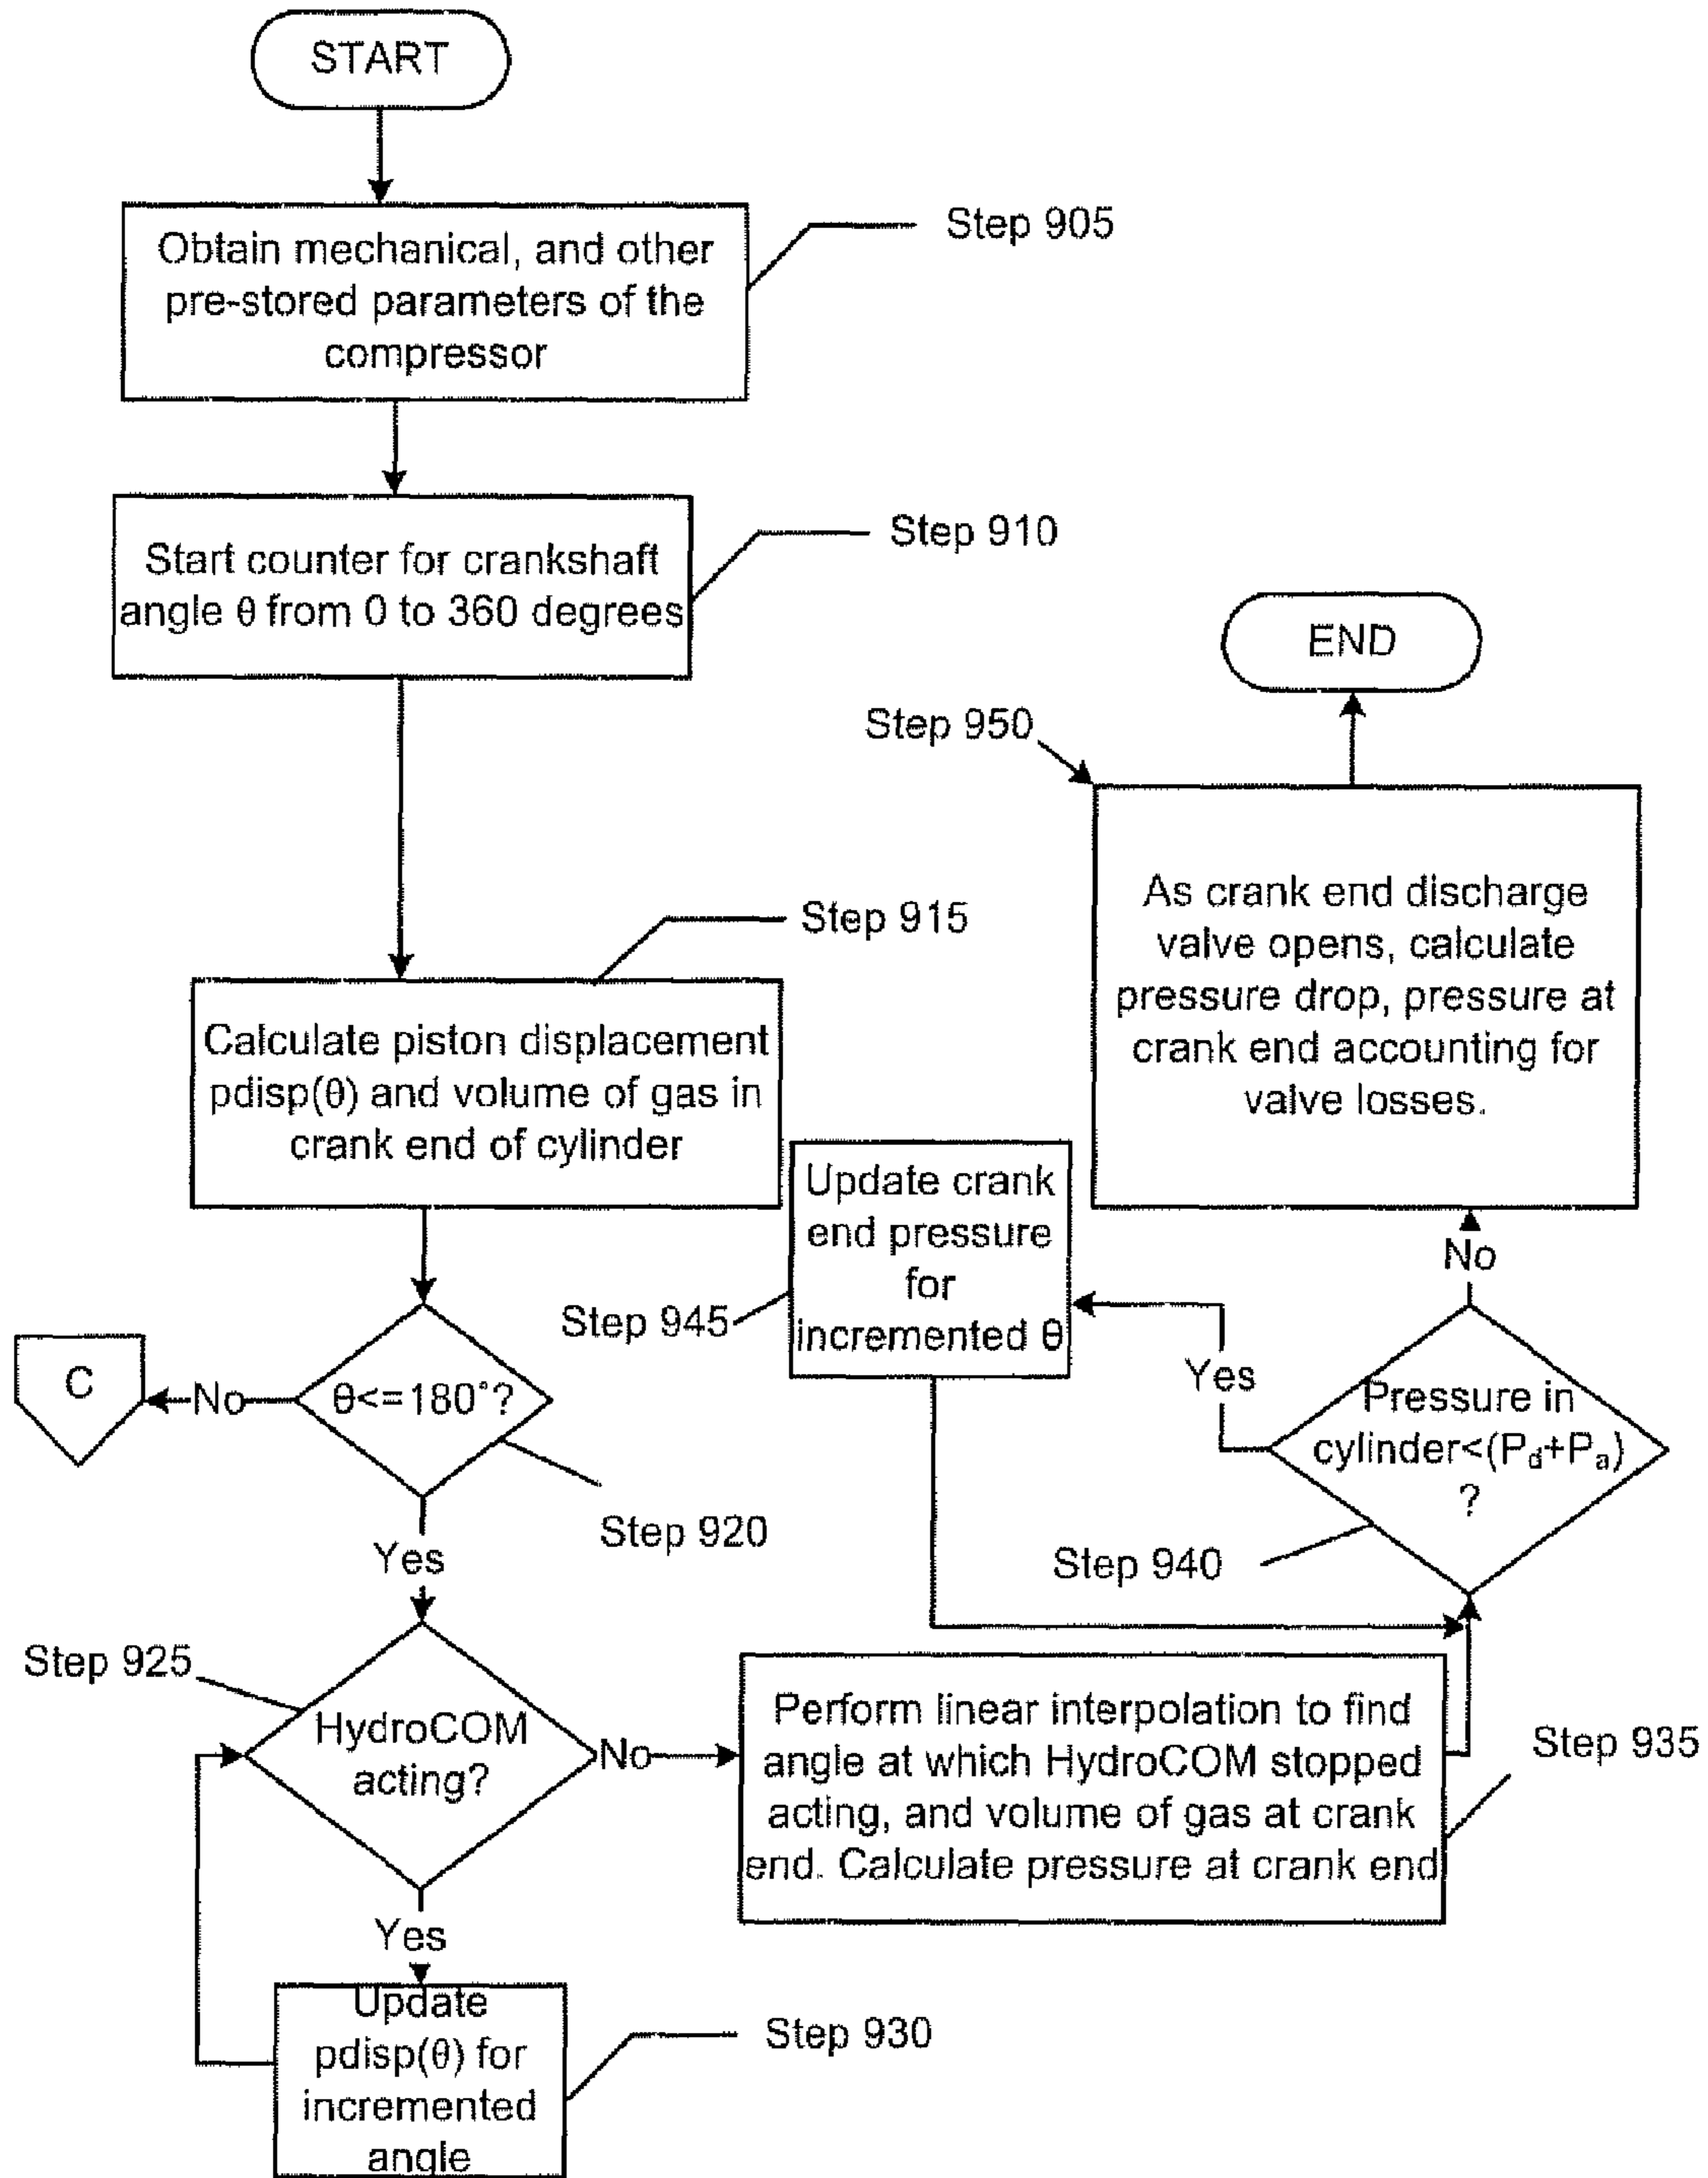 START
Obtain mechanical, and other
pre-stored parameters of the
compressor
Step 905
Start counter for crankshaft
angle θ from 0 to 360 degrees
Step 910
Calculate piston displacement
pdisp(θ) and volume of gas in
crank end of cylinder
Step 915
θ<=180°?
Step 920
No
C
Yes
HydroCOM
acting?
Step 925
Yes
Update
pdisp(θ) for
incremented
angle
Step 930
No
Perform linear interpolation to find
angle at which HydroCOM stopped
acting, and volume of gas at crank
end. Calculate pressure at crank end
Step 935
Pressure in
cylinder<(Pd+Pa)
?
Step 940
Yes
Update crank
end pressure
for
incremented θ
Step 945
No
As crank end discharge
valve opens, calculate
pressure drop, pressure at
crank end accounting for
valve losses.
Step 950
END